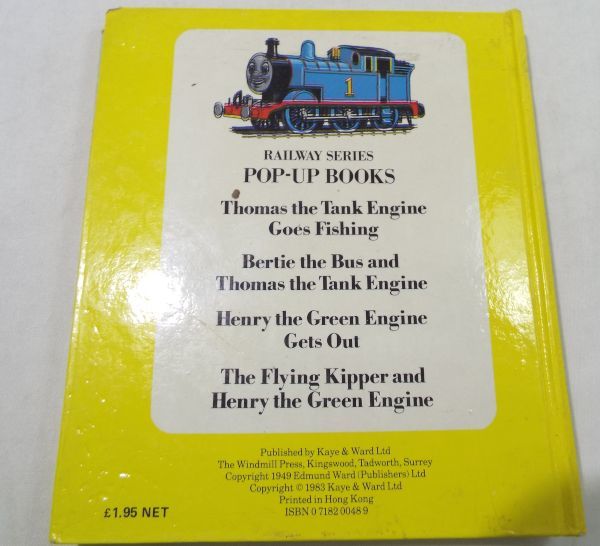 1
RAILWAY SERIES
POP-UP BOOKS
Thomas the Tank Engine
Goes Fishing
Bertie the Bus and
Thomas the Tank Engine
Henry the Green Engine
Gets Out
The Flying Kipper and
Henry the Green Engine
Published by Kaye & Ward Ltd
The Windmill Press, Kingswood, Tadworth, Surrey
Copyright 1949 Edmund Ward (Publishers) Ltd
Copyright © 1983 Kaye & Ward Ltd
Printed in Hong Kong
£1.95 NET
ISBN 0 7182 0048 9